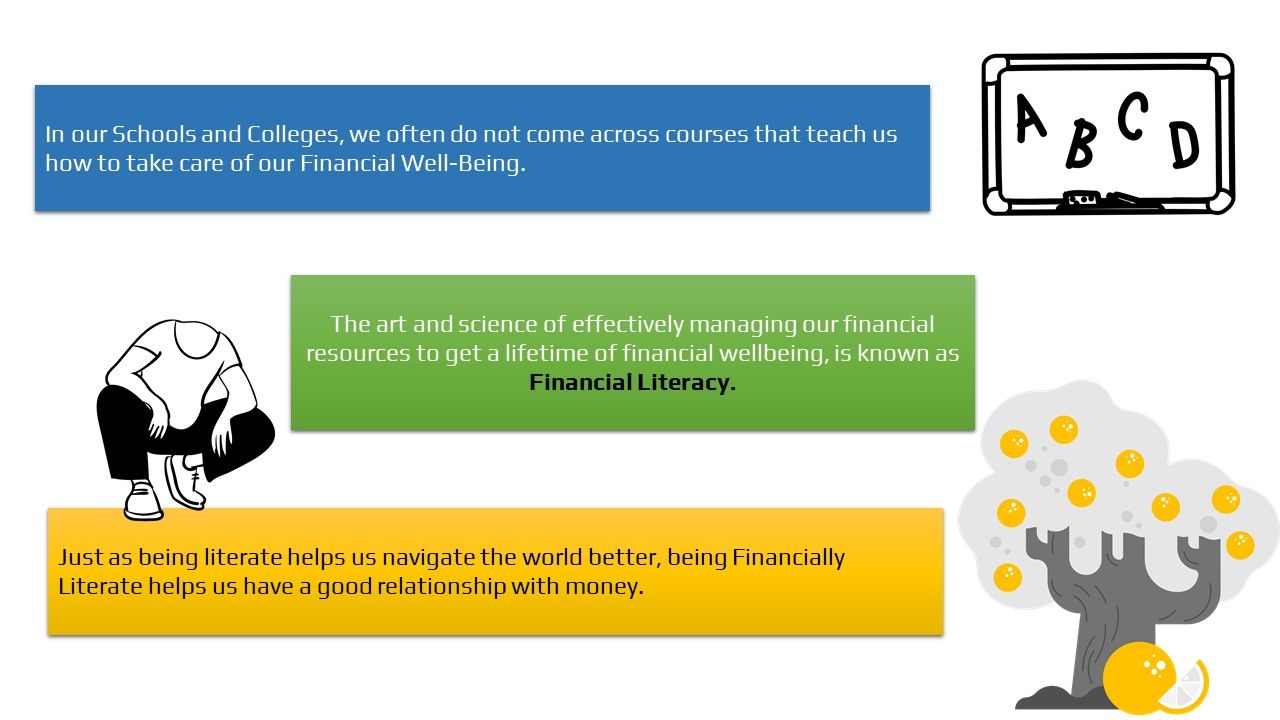 In our Schools and Colleges, we often do not come across courses that teach us
how to take care of our Financial Well-Being.
A B C D
The art and science of effectively managing our financial
resources to get a lifetime of financial wellbeing, is known as
Financial Literacy.
Just as being literate helps us navigate the world better, being Financially
Literate helps us have a good relationship with money.